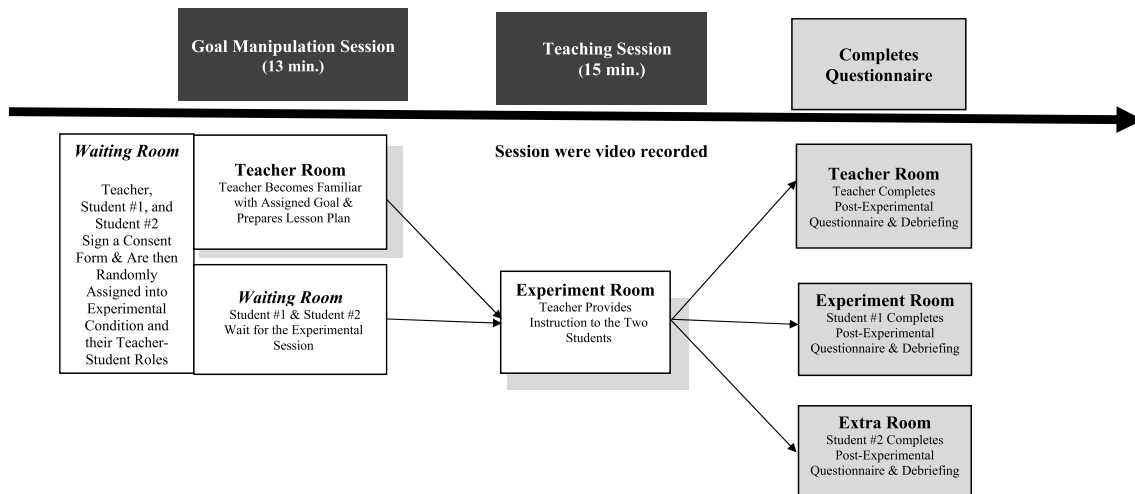 Goal Manipulation Session
(13 min.)
Teaching Session
(15 min.)
Completes
Questionnaire
Waiting Room
Teacher,
Student #1, and
Student #2
Sign a Consent
Form & Are then
Randomly
Assigned into
Experimental
Condition and
their Teacher-
Student Roles
Teacher Room
Teacher Becomes Familiar
with Assigned Goal &
Prepares Lesson Plan
Waiting Room
Student #1 & Student #2
Wait for the Experimental
Session
Session were video recorded
Experiment Room
Teacher Provides
Instruction to the Two
Students
Teacher Room
Teacher Completes
Post-Experimental
Questionnaire & Debriefing
Experiment Room
Student #1 Completes
Post-Experimental
Questionnaire & Debriefing
Extra Room
Student #2 Completes
Post-Experimental
Questionnaire & Debriefing